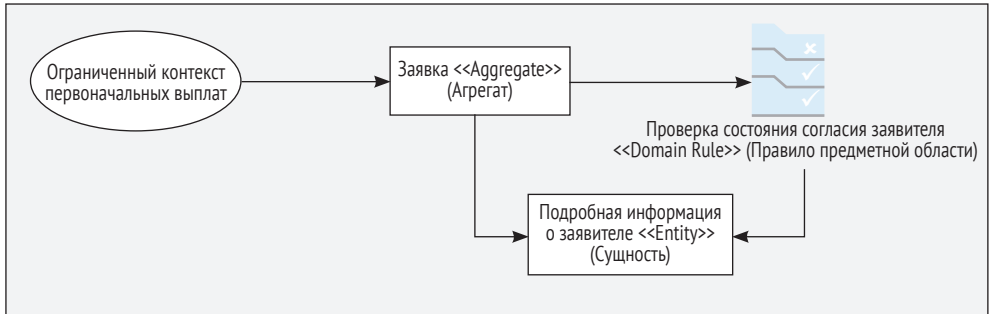 Ограниченный контекст
первоначальных выплат
Заявка <<Aggregate>>
(Агрегат)
Проверка состояния согласия заявителя
<<Domain Rule>> (Правило предметной области)
Подробная информация
о заявителе <<Entity>>
(Сущность)